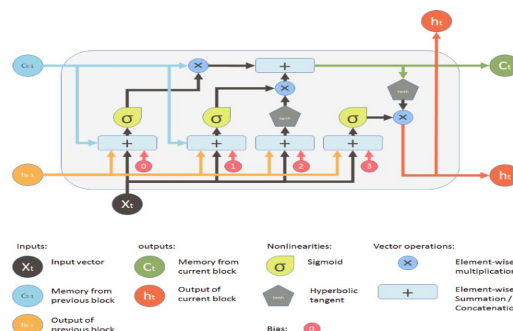 ht
Ct-1
×
+
Ct
tanh
σ
σ
×
tanh
σ
×
+
+
+
+
0
1
2
3
ht-1
ht
Xt
Inputs:
outputs:
Nonlinearities:
Vector operations:
Xt
Input vector
Ct
Memory from
current block
σ
Sigmoid
×
Element-wise
multiplication
Ct-1
Memory from
previous block
ht
Output of
current block
tanh
Hyperbolic
tangent
+
Element-wise
Summation /
Concatenation
ht-1
Output of
previous block
Bias:
0